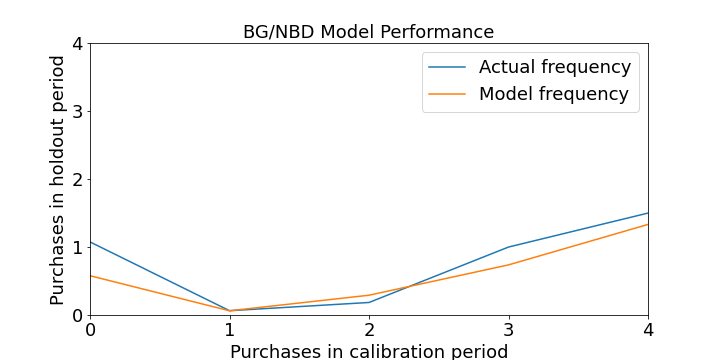 BG/NBD Model Performance
Actual frequency
Model frequency
Purchases in holdout period
4
3
2
1
0
0 1 2 3 4
Purchases in calibration period